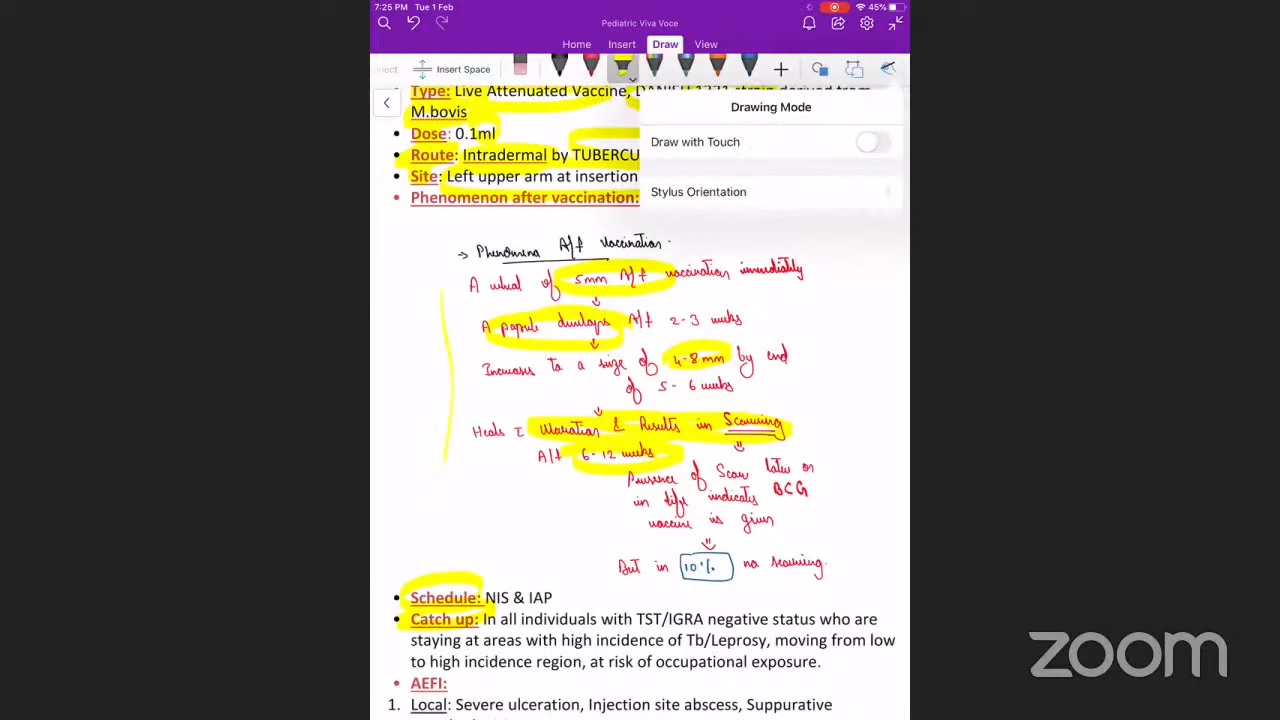 7:25 PM Tue 1 Feb
45%
Pediatric Viva Voce
Home Insert Draw View
Insert Space
Type: Live Attenuated Vaccine, DANISH 1331 strain derived from
M.bovis
Drawing Mode
Dose: 0.1ml
Draw with Touch
Route: Intradermal by TUBERCU
Site: Left upper arm at insertion
Stylus Orientation
Phenomenon after vaccination:
→ Phenomena A/f vaccination.
A wheal of 5mm A/f vaccination immediately
A papule develops A/f 2-3 weeks
Increases to a size of 4-8mm by end
of 5-6 weeks
Heals c Ulceration & Results in Scarring
A/f 6-12 weeks
Presence of Scar later on
in life indicates BCG
vaccine is given
But in 10% no scarring.
Schedule: NIS & IAP
Catch up: In all individuals with TST/IGRA negative status who are
staying at areas with high incidence of Tb/Leprosy, moving from low
to high incidence region, at risk of occupational exposure.
AEFI:
1. Local: Severe ulceration, Injection site abscess, Suppurative
zoom